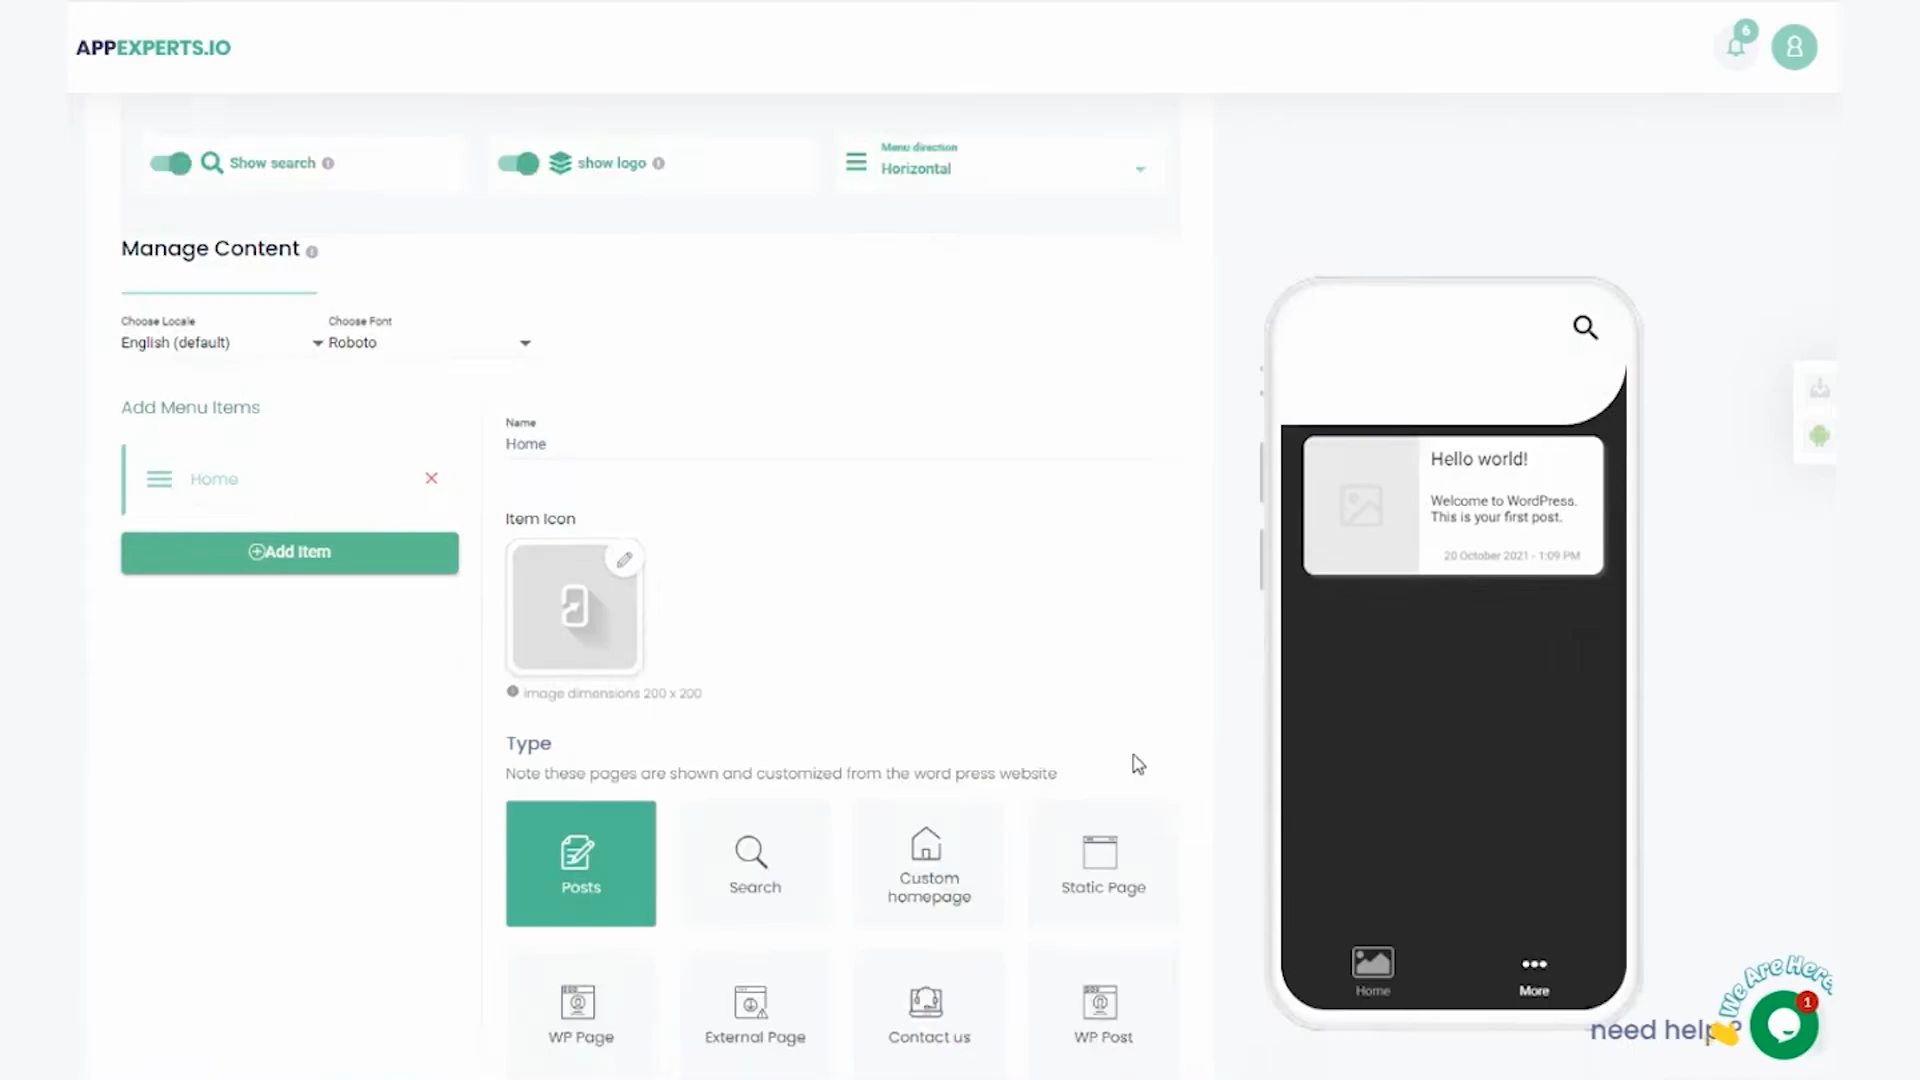 APPEXPERTS.IO
6
Show search
show logo
Menu direction
Horizontal
Manage Content
Choose Locale
Choose Font
English (default)
Roboto
Add Menu Items
Name
Home
Home
Add Item
Item Icon
image dimensions 200 x 200
Type
Note these pages are shown and customized from the word press website
Posts
Search
Custom
homepage
Static Page
WP Page
External Page
Contact us
WP Post
Hello world!
Welcome to WordPress.
This is your first post.
20 October 2021 - 1:09 PM
Home
More
We Are Here!
1
need help?